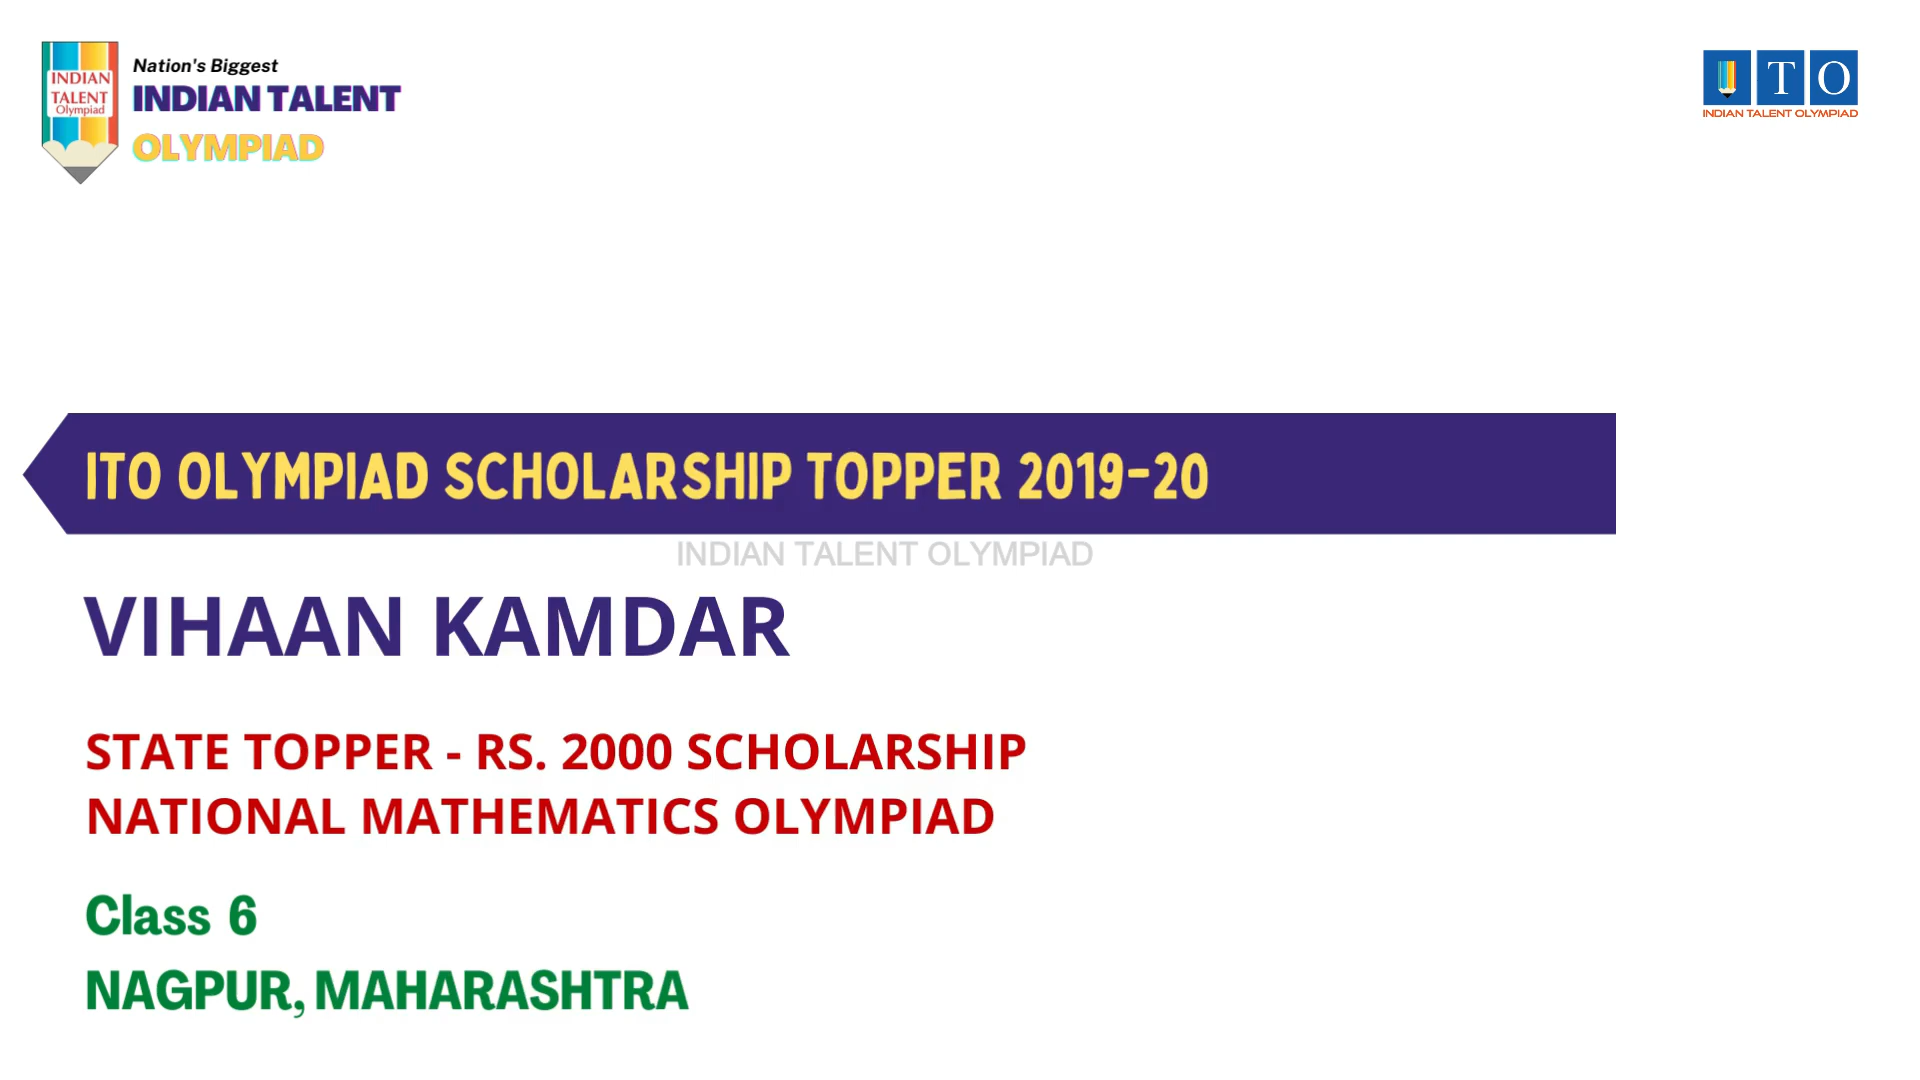 INDIAN
TALENT
Olympiad
Nation's Biggest
INDIAN TALENT
OLYMPIAD
T O
INDIAN TALENT OLYMPIAD
ITO OLYMPIAD SCHOLARSHIP TOPPER 2019-20
INDIAN TALENT OLYMPIAD
VIHAAN KAMDAR
STATE TOPPER - RS. 2000 SCHOLARSHIP
NATIONAL MATHEMATICS OLYMPIAD
Class 6
NAGPUR, MAHARASHTRA